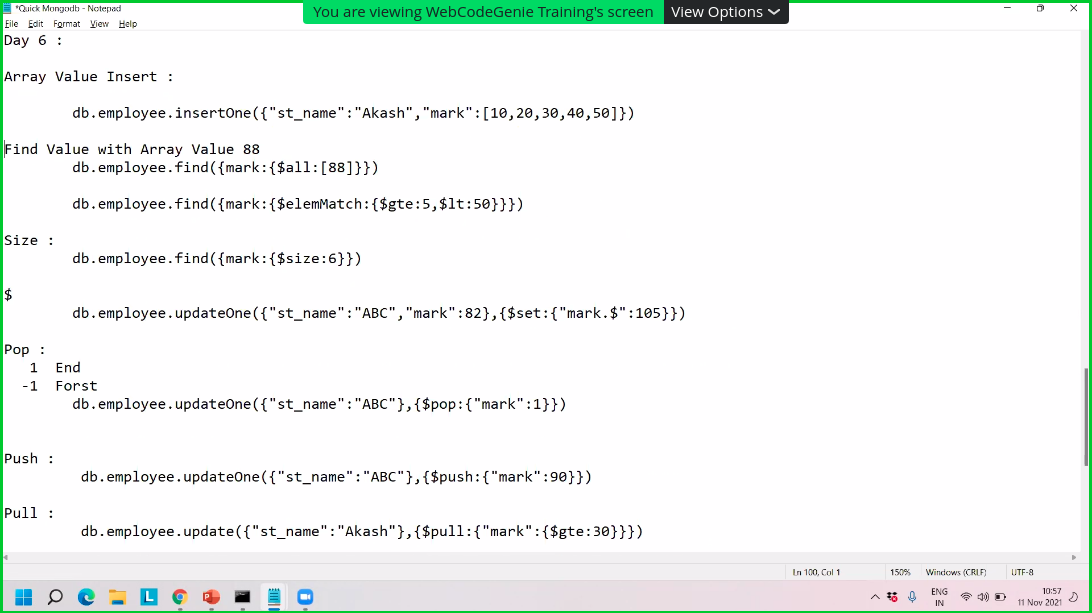 *Quick Mongodb - Notepad
You are viewing WebCodeGenie Training's screen
View Options
File Edit Format View Help
Day 6 :
Array Value Insert :
db.employee.insertOne({"st_name":"Akash","mark":[10,20,30,40,50]})
Find Value with Array Value 88
db.employee.find({mark:{$all:[88]}})
db.employee.find({mark:{$elemMatch:{$gte:5,$lt:50}}})
Size :
db.employee.find({mark:{$size:6}})
$
db.employee.updateOne({"st_name":"ABC","mark":82},{$set:{"mark.$":105}})
Pop :
1 End
-1 Forst
db.employee.updateOne({"st_name":"ABC"},{$pop:{"mark":1}})
Push :
db.employee.updateOne({"st_name":"ABC"},{$push:{"mark":90}})
Pull :
db.employee.update({"st_name":"Akash"},{$pull:{"mark":{$gte:30}}})
Ln 100, Col 1 150% Windows (CRLF) UTF-8
L
ENG
IN
10:57
11 Nov 2021